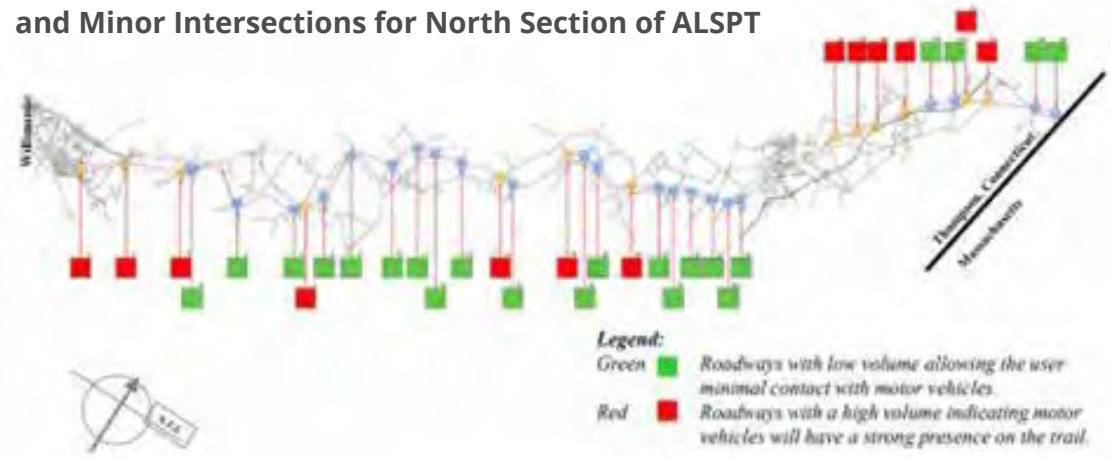 and Minor Intersections for North Section of ALSPT
Willimantic
Thompson, Connecticut
Massachusetts
Legend:
Green Roadways with low volume allowing the user
minimal contact with motor vehicles.
Red Roadways with a high volume indicating motor
vehicles will have a strong presence on the trail.